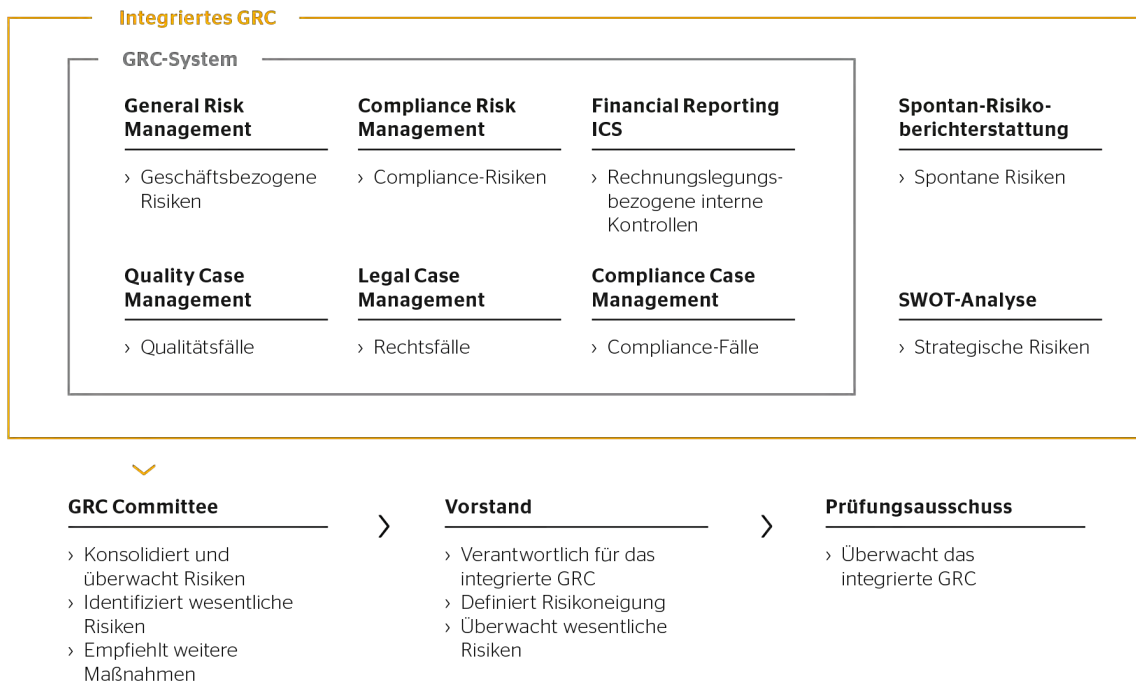 Integriertes GRC
GRC-System
General Risk
Management
› Geschäftsbezogene
Risiken
Compliance Risk
Management
› Compliance-Risiken
Financial Reporting
ICS
› Rechnungslegungs-
bezogene interne
Kontrollen
Spontan-Risiko-
berichterstattung
› Spontane Risiken
Quality Case
Management
› Qualitätsfälle
Legal Case
Management
› Rechtsfälle
Compliance Case
Management
› Compliance-Fälle
SWOT-Analyse
› Strategische Risiken
GRC Committee
› Konsolidiert und
überwacht Risiken
› Identifiziert wesentliche
Risiken
› Empfiehlt weitere
Maßnahmen
Vorstand
› Verantwortlich für das
integrierte GRC
› Definiert Risikoneigung
› Überwacht wesentliche
Risiken
Prüfungsausschuss
› Überwacht das
integrierte GRC